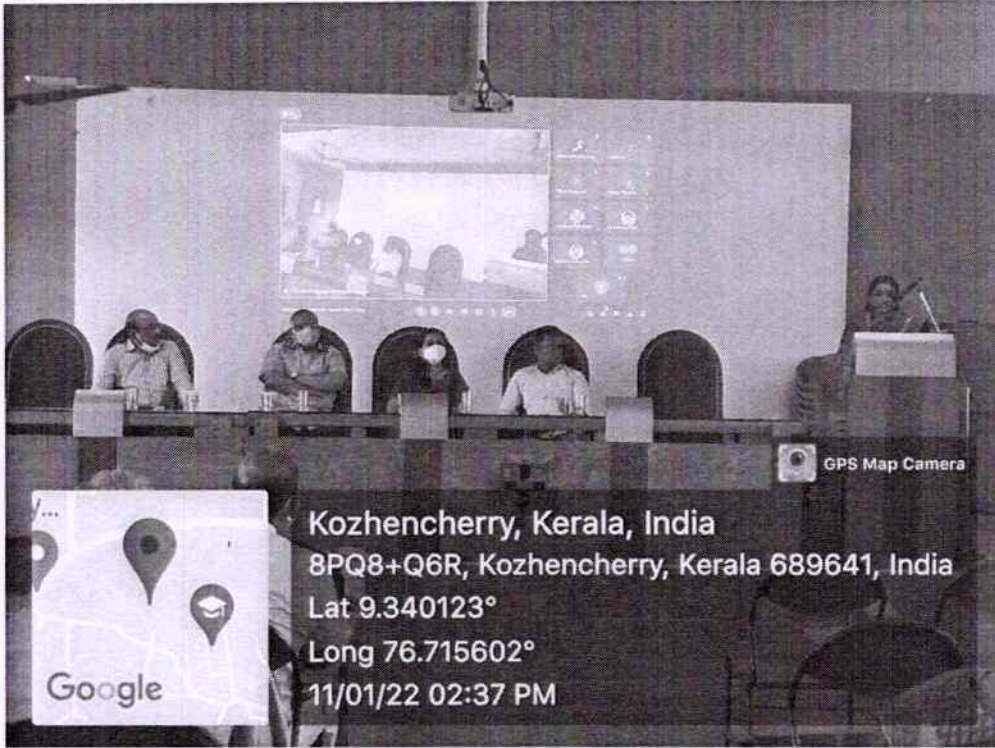 GPS Map Camera
Kozhencherry, Kerala, India
8PQ8+Q6R, Kozhencherry, Kerala 689641, India
Lat 9.340123°
Long 76.715602°
11/01/22 02:37 PM
Google